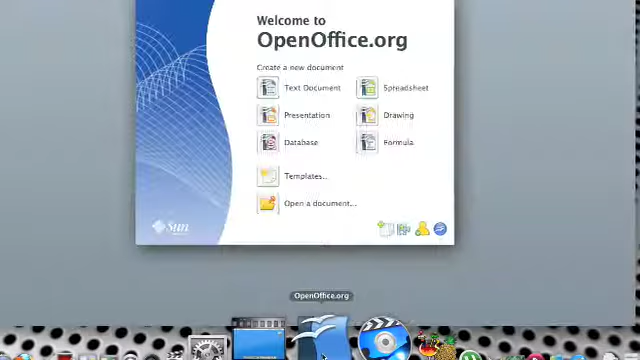 Welcome to
OpenOffice.org
Create a new document
Text Document
Spreadsheet
Presentation
Drawing
Database
Formula
Templates...
Open a document...
Sun
OpenOffice.org